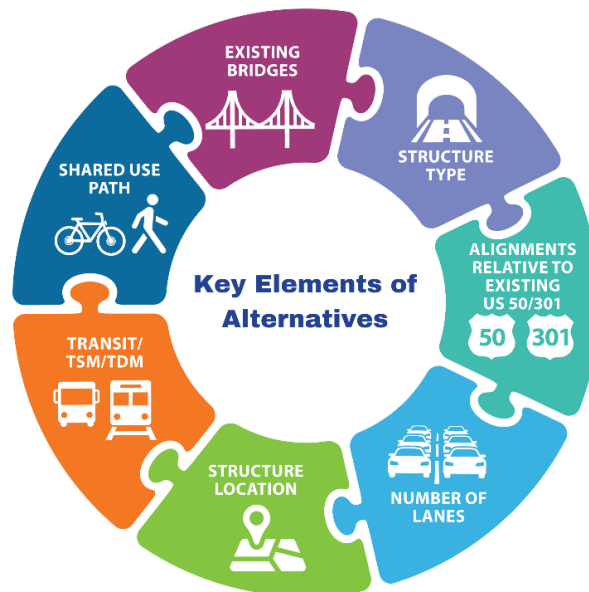 EXISTING
BRIDGES
STRUCTURE
TYPE
ALIGNMENTS
RELATIVE TO
EXISTING
US 50/301
50 301
NUMBER OF
LANES
STRUCTURE
LOCATION
TRANSIT/
TSM/TDM
SHARED USE
PATH
Key Elements of
Alternatives